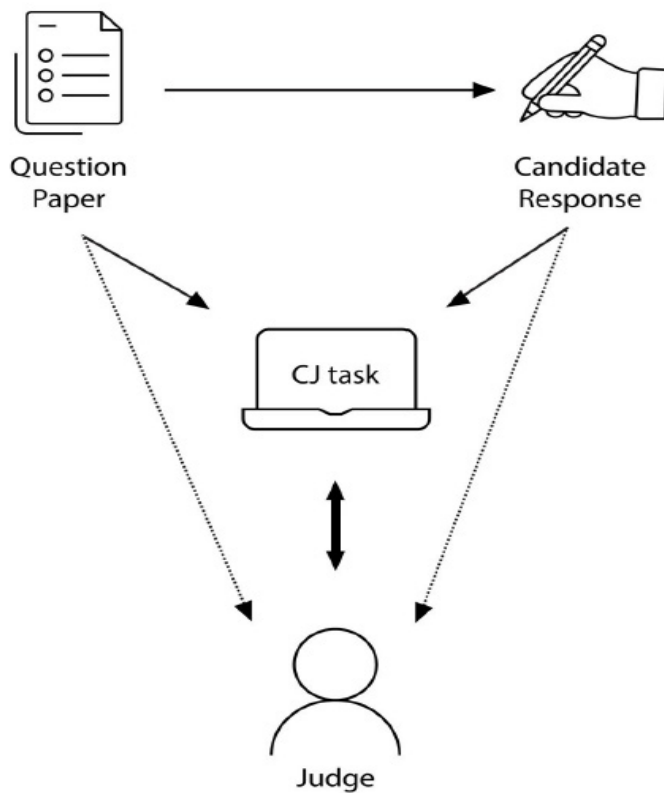 Question
Paper
Candidate
Response
CJ task
Judge